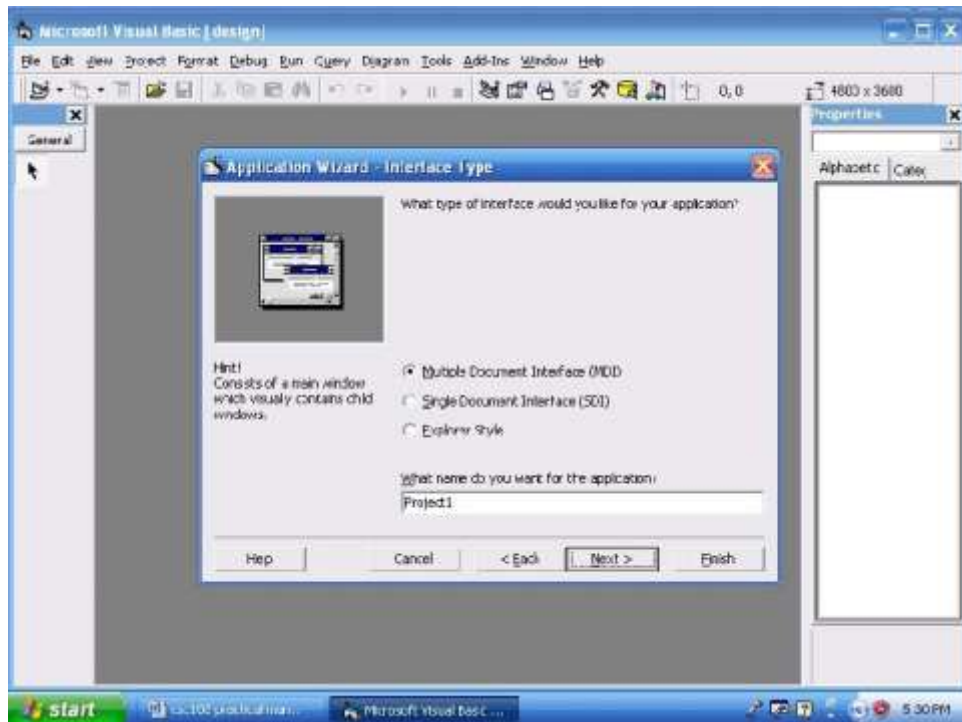 Microsoft Visual Basic [design]
File Edit View Project Format Debug Run Query Diagram Tools Add-Ins Window Help
0,0 4800 x 3600
General
Properties
Alphabetic Categ
Application Wizard - Interface Type
What type of interface would you like for your application?
Hint!
Consists of a main window
which visually contains child
windows.
Multiple Document Interface (MDI)
Single Document Interface (SDI)
Explorer Style
What name do you want for the application:
Project1
Help Cancel < Back Next > Finish
start csc108 practical man... Microsoft Visual Basic ... 5:30 PM